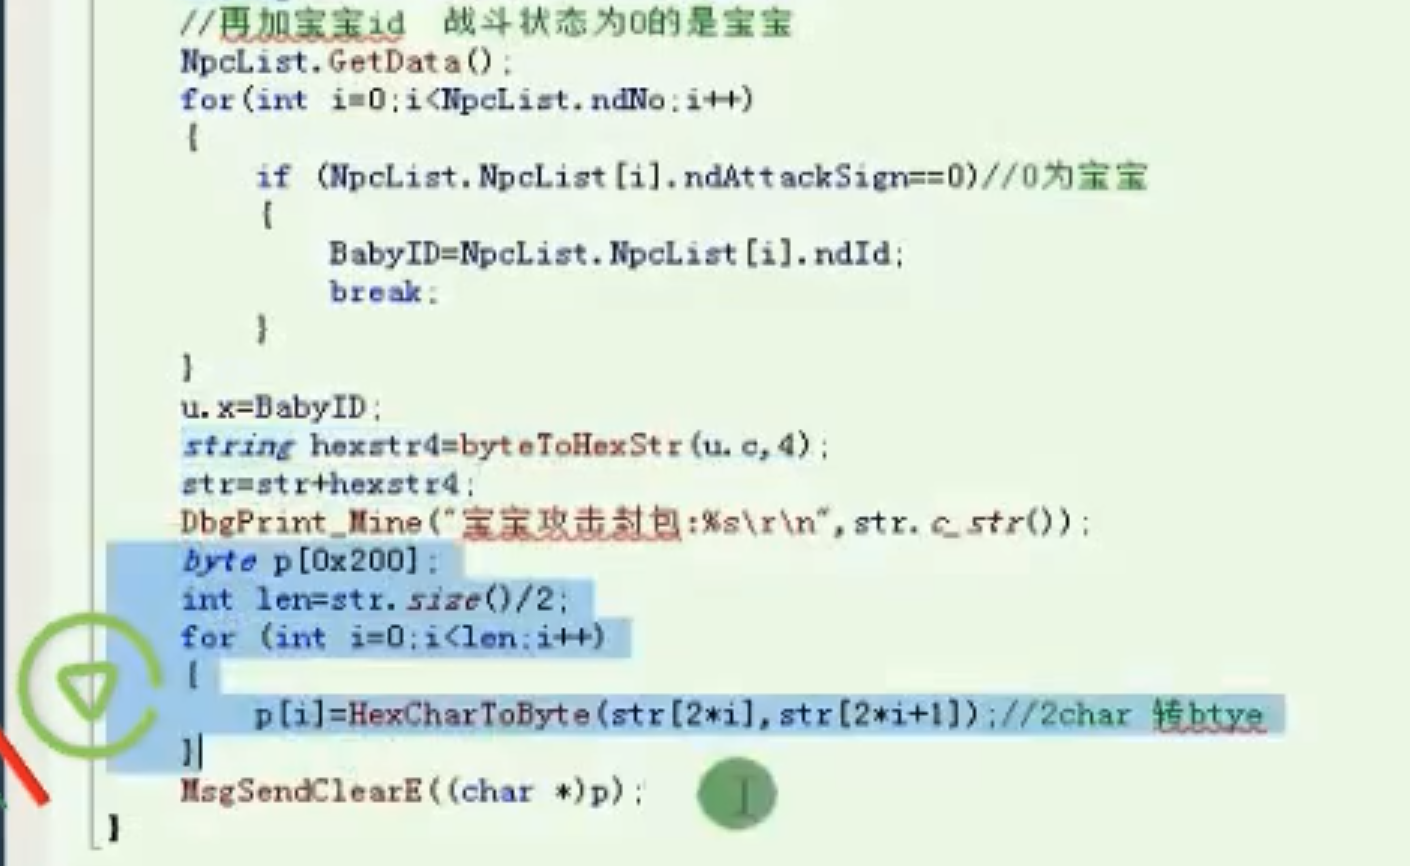 //再加宝宝id  战斗状态为0的是宝宝
NpcList.GetData();
for(int i=0;i<NpcList.ndNo;i++)
{
if (NpcList.NpcList[i].ndAttackSign==0)//0为宝宝
{
BabyID=NpcList.NpcList[i].ndId;
break;
}
}
u.x=BabyID;
string hexstr4=byteToHexStr(u.c,4);
str=str+hexstr4;
DbgPrint_Mine("宝宝攻击封包:%s\r\n",str.c_str());
byte p[0x200];
int len=str.size()/2;
for (int i=0;i<len;i++)
{
p[i]=HexCharToByte(str[2*i],str[2*i+1]);//2char 转btye
}
MsgSendClearE((char *)p);
}